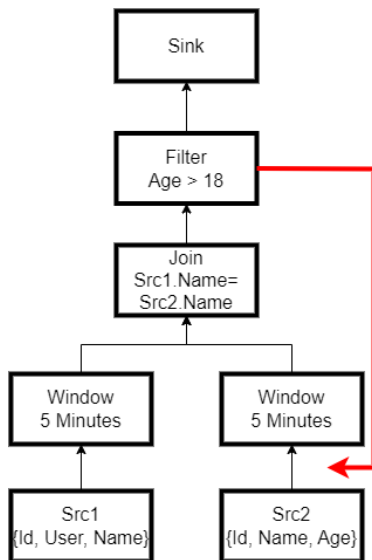 Sink
Filter
Age > 18
Join
Src1.Name=
Src2.Name
Window
5 Minutes
Window
5 Minutes
Src1
{Id, User, Name}
Src2
{Id, Name, Age}